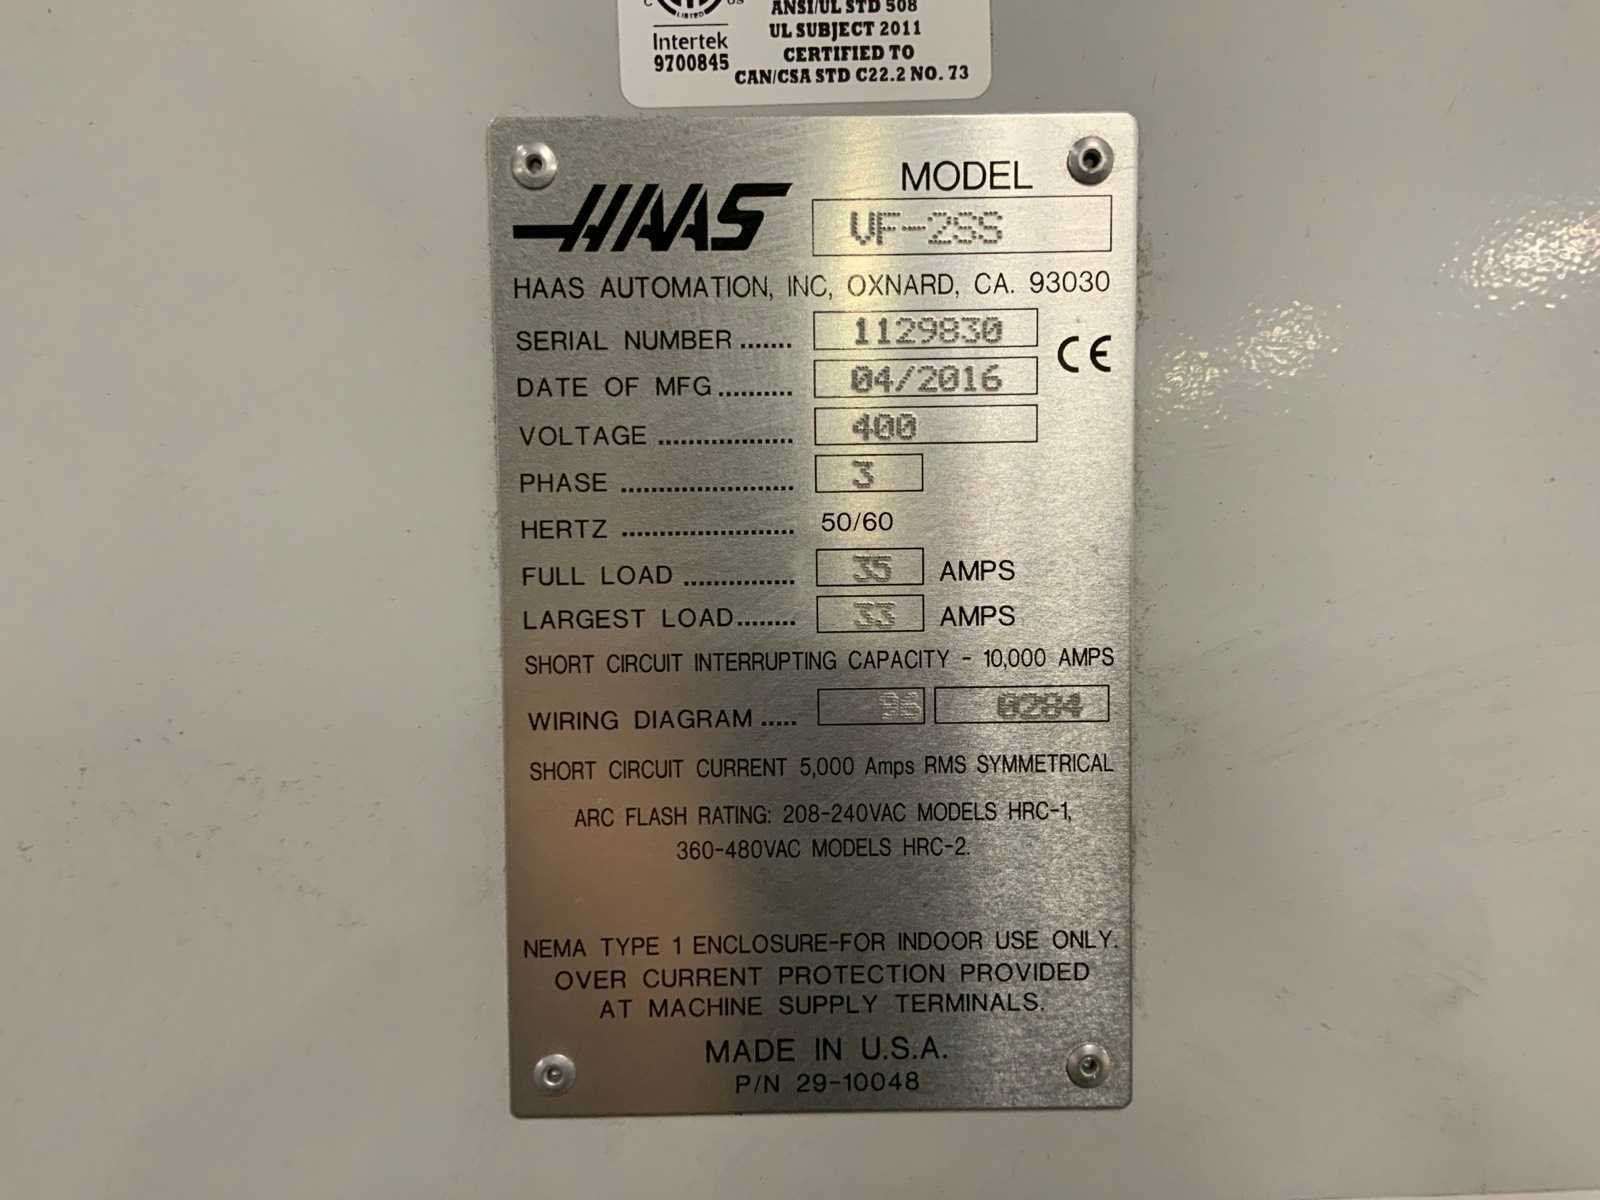 C US
LISTED
Intertek
9700845
ANSI/UL STD 508
UL SUBJECT 2011
CERTIFIED TO
CAN/CSA STD C22.2 NO. 73
HAAS
MODEL
VF-2SS
HAAS AUTOMATION, INC, OXNARD, CA. 93030
SERIAL NUMBER ....... 1129830
CE
DATE OF MFG .......... 04/2016
VOLTAGE .................. 400
PHASE ....................... 3
HERTZ ....................... 50/60
FULL LOAD ............... 35 AMPS
LARGEST LOAD........ 33 AMPS
SHORT CIRCUIT INTERRUPTING CAPACITY - 10,000 AMPS
WIRING DIAGRAM ..... 96 0284
SHORT CIRCUIT CURRENT 5,000 Amps RMS SYMMETRICAL
ARC FLASH RATING: 208-240VAC MODELS HRC-1,
360-480VAC MODELS HRC-2.
NEMA TYPE 1 ENCLOSURE-FOR INDOOR USE ONLY.
OVER CURRENT PROTECTION PROVIDED
AT MACHINE SUPPLY TERMINALS.
MADE IN U.S.A.
P/N 29-10048